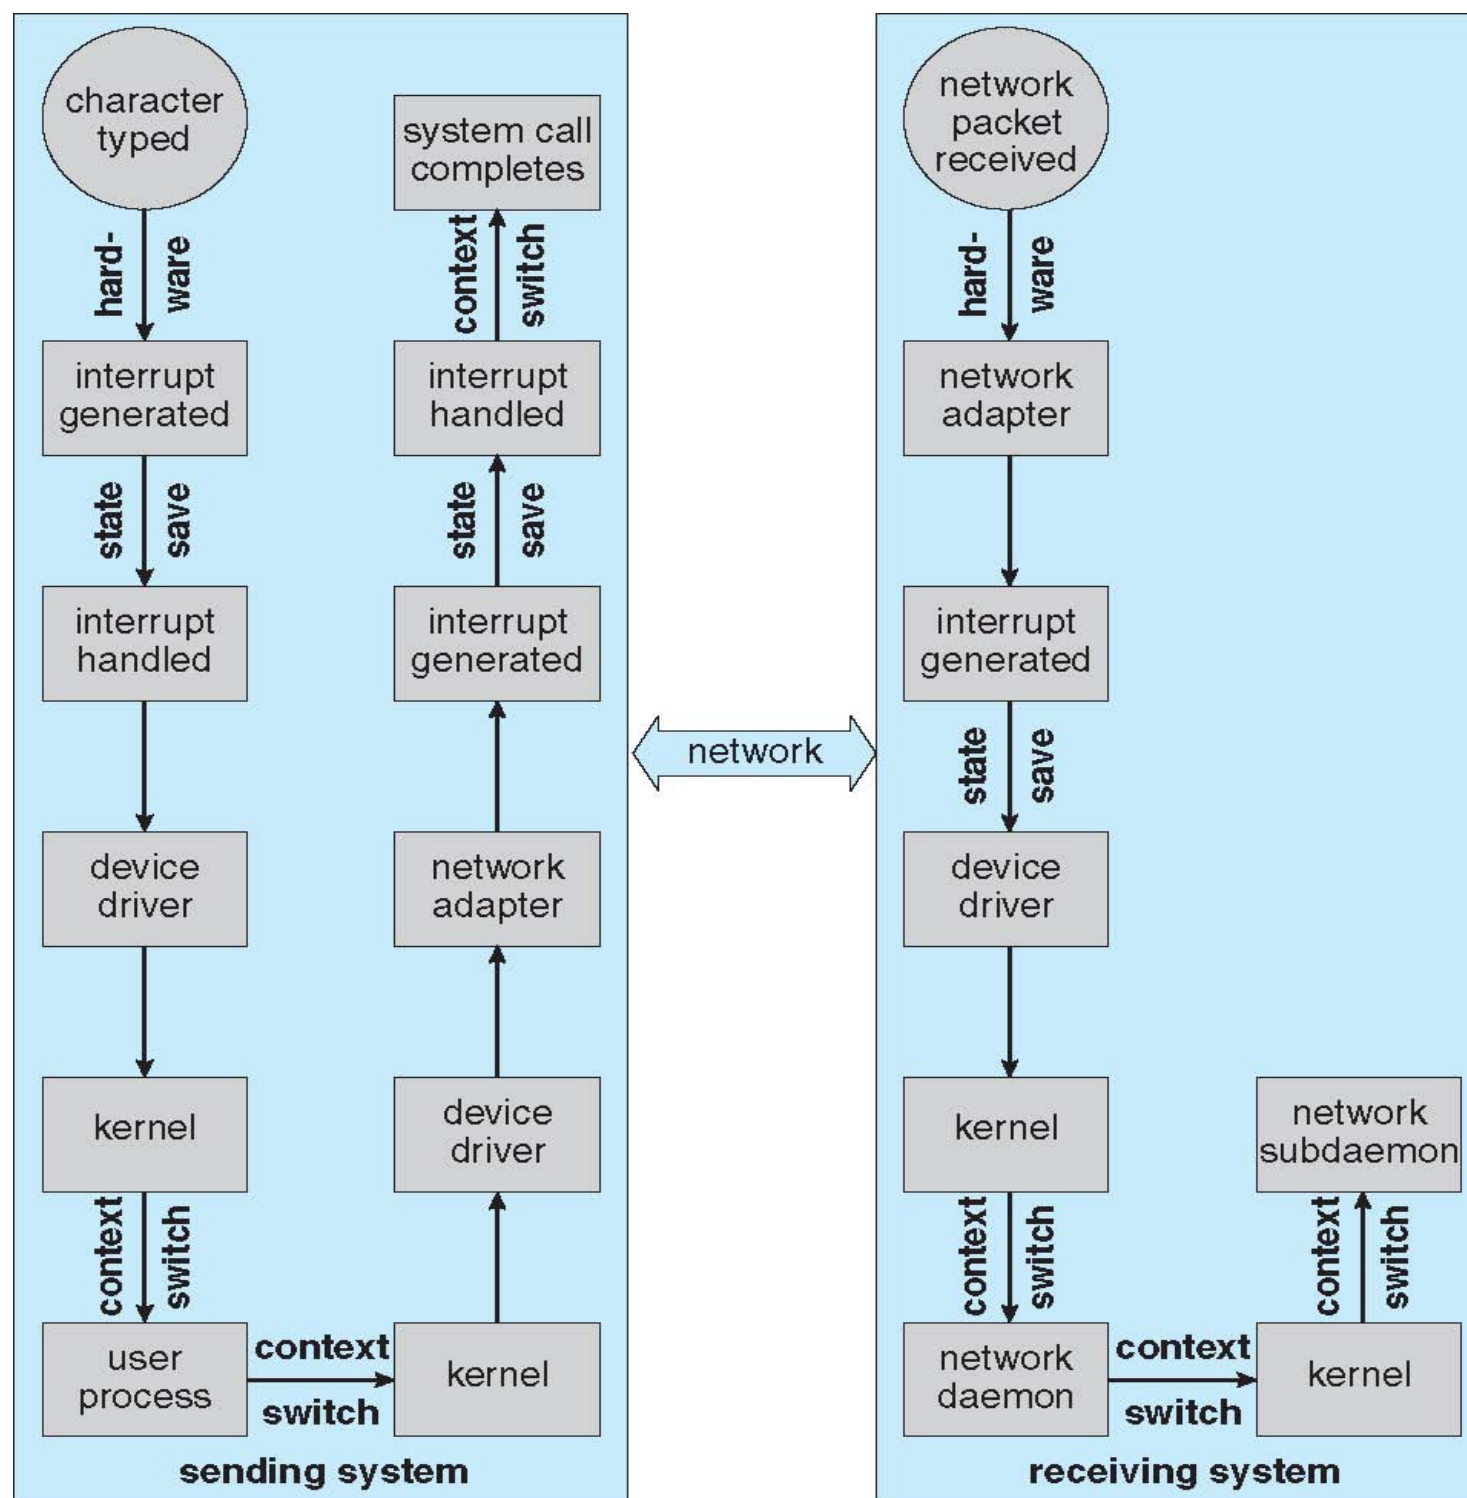 character
typed
hard-
ware
interrupt
generated
state
save
interrupt
handled
device
driver
kernel
context
switch
user
process
context
switch
kernel
device
driver
network
adapter
interrupt
generated
state
save
interrupt
handled
context
switch
system call
completes
sending system
network
network
packet
received
hard-
ware
network
adapter
interrupt
generated
state
save
device
driver
kernel
context
switch
network
daemon
context
switch
kernel
context
switch
network
subdaemon
receiving system